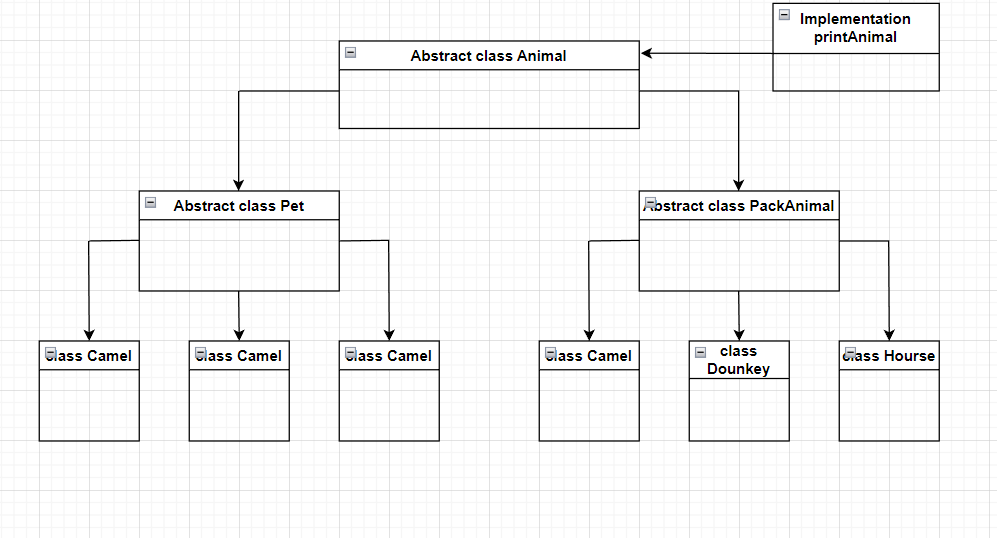 Implementation
printAnimal
Abstract class Animal
Abstract class Pet
Abstract class PackAnimal
class Camel
class Camel
class Camel
class Camel
class
Dounkey
class Hourse